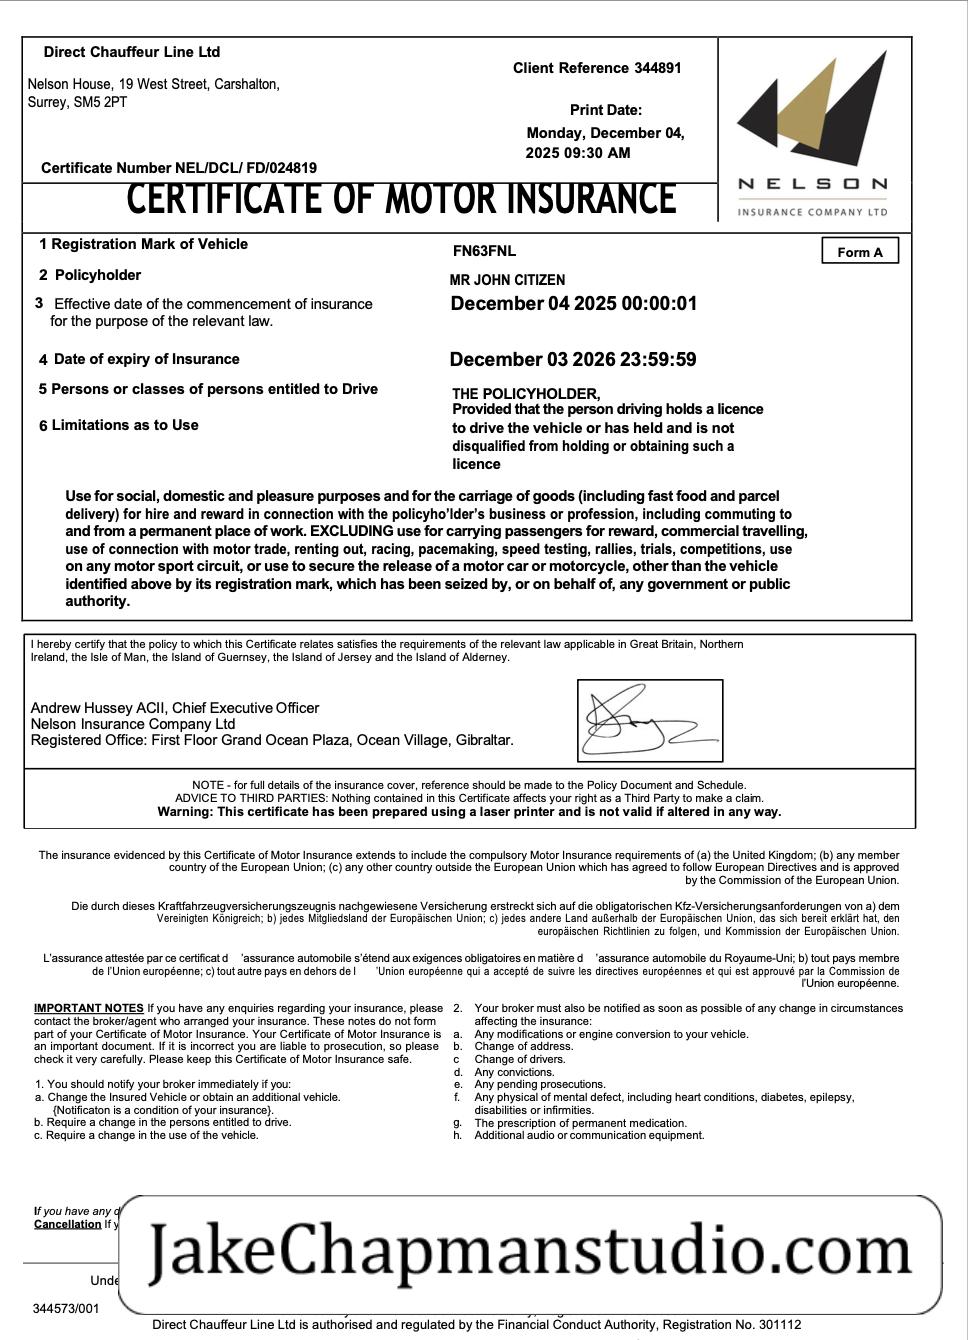 Direct Chauffeur Line Ltd
Nelson House, 19 West Street, Carshalton,
Surrey, SM5 2PT
Client Reference 344891
Print Date:
Monday, December 04,
2025 09:30 AM
Certificate Number NEL/DCL/ FD/024819
NELSON
INSURANCE COMPANY LTD
CERTIFICATE OF MOTOR INSURANCE
1 Registration Mark of Vehicle
FN63FNL
Form A
2 Policyholder
MR JOHN CITIZEN
3 Effective date of the commencement of insurance
for the purpose of the relevant law.
December 04 2025 00:00:01
4 Date of expiry of Insurance
December 03 2026 23:59:59
5 Persons or classes of persons entitled to Drive
THE POLICYHOLDER,
Provided that the person driving holds a licence
to drive the vehicle or has held and is not
disqualified from holding or obtaining such a
licence
6 Limitations as to Use
Use for social, domestic and pleasure purposes and for the carriage of goods (including fast food and parcel
delivery) for hire and reward in connection with the policyho'lder's business or profession, including commuting to
and from a permanent place of work. EXCLUDING use for carrying passengers for reward, commercial travelling,
use of connection with motor trade, renting out, racing, pacemaking, speed testing, rallies, trials, competitions, use
on any motor sport circuit, or use to secure the release of a motor car or motorcycle, other than the vehicle
identified above by its registration mark, which has been seized by, or on behalf of, any government or public
authority.
I hereby certify that the policy to which this Certificate relates satisfies the requirements of the relevant law applicable in Great Britain, Northern
Ireland, the Isle of Man, the Island of Guernsey, the Island of Jersey and the Island of Alderney.
Andrew Hussey ACII, Chief Executive Officer
Nelson Insurance Company Ltd
Registered Office: First Floor Grand Ocean Plaza, Ocean Village, Gibraltar.
NOTE - for full details of the insurance cover, reference should be made to the Policy Document and Schedule.
ADVICE TO THIRD PARTIES: Nothing contained in this Certificate affects your right as a Third Party to make a claim.
Warning: This certificate has been prepared using a laser printer and is not valid if altered in any way.
The insurance evidenced by this Certificate of Motor Insurance extends to include the compulsory Motor Insurance requirements of (a) the United Kingdom; (b) any member
country of the European Union; (c) any other country outside the European Union which has agreed to follow European Directives and is approved
by the Commission of the European Union.
Die durch dieses Kraftfahrzeugversicherungszeugnis nachgewiesene Versicherung erstreckt sich auf die obligatorischen Kfz-Versicherungsanforderungen von a) dem
Vereinigten Königreich; b) jedes Mitgliedsland der Europäischen Union; c) jedes andere Land außerhalb der Europäischen Union, das sich bereit erklärt hat, den
europäischen Richtlinien zu folgen, und Kommission der Europäischen Union.
L'assurance attestée par ce certificat d 'assurance automobile s'étend aux exigences obligatoires en matière d 'assurance automobile du Royaume-Uni; b) tout pays membre
de l'Union européenne; c) tout autre pays en dehors de l 'Union européenne qui a accepté de suivre les directives européennes et qui est approuvé par la Commission de
l'Union européenne.
IMPORTANT NOTES If you have any enquiries regarding your insurance, please
contact the broker/agent who arranged your insurance. These notes do not form
part of your Certificate of Motor Insurance. Your Certificate of Motor Insurance is
an important document. If it is incorrect you are liable to prosecution, so please
check it very carefully. Please keep this Certificate of Motor Insurance safe.
1. You should notify your broker immediately if you:
a. Change the Insured Vehicle or obtain an additional vehicle.
{Notificaton is a condition of your insurance}.
b. Require a change in the persons entitled to drive.
c. Require a change in the use of the vehicle.
2. Your broker must also be notified as soon as possible of any change in circumstances
affecting the insurance:
a. Any modifications or engine conversion to your vehicle.
b. Change of address.
c Change of drivers.
d. Any convictions.
e. Any pending prosecutions.
f. Any physical of mental defect, including heart conditions, diabetes, epilepsy,
disabilities or infirmities.
g. The prescription of permanent medication.
h. Additional audio or communication equipment.
If you have any
Cancellation If
JakeChapmanstudio.com
344573/001
Direct Chauffeur Line Ltd is authorised and regulated by the Financial Conduct Authority, Registration No. 301112